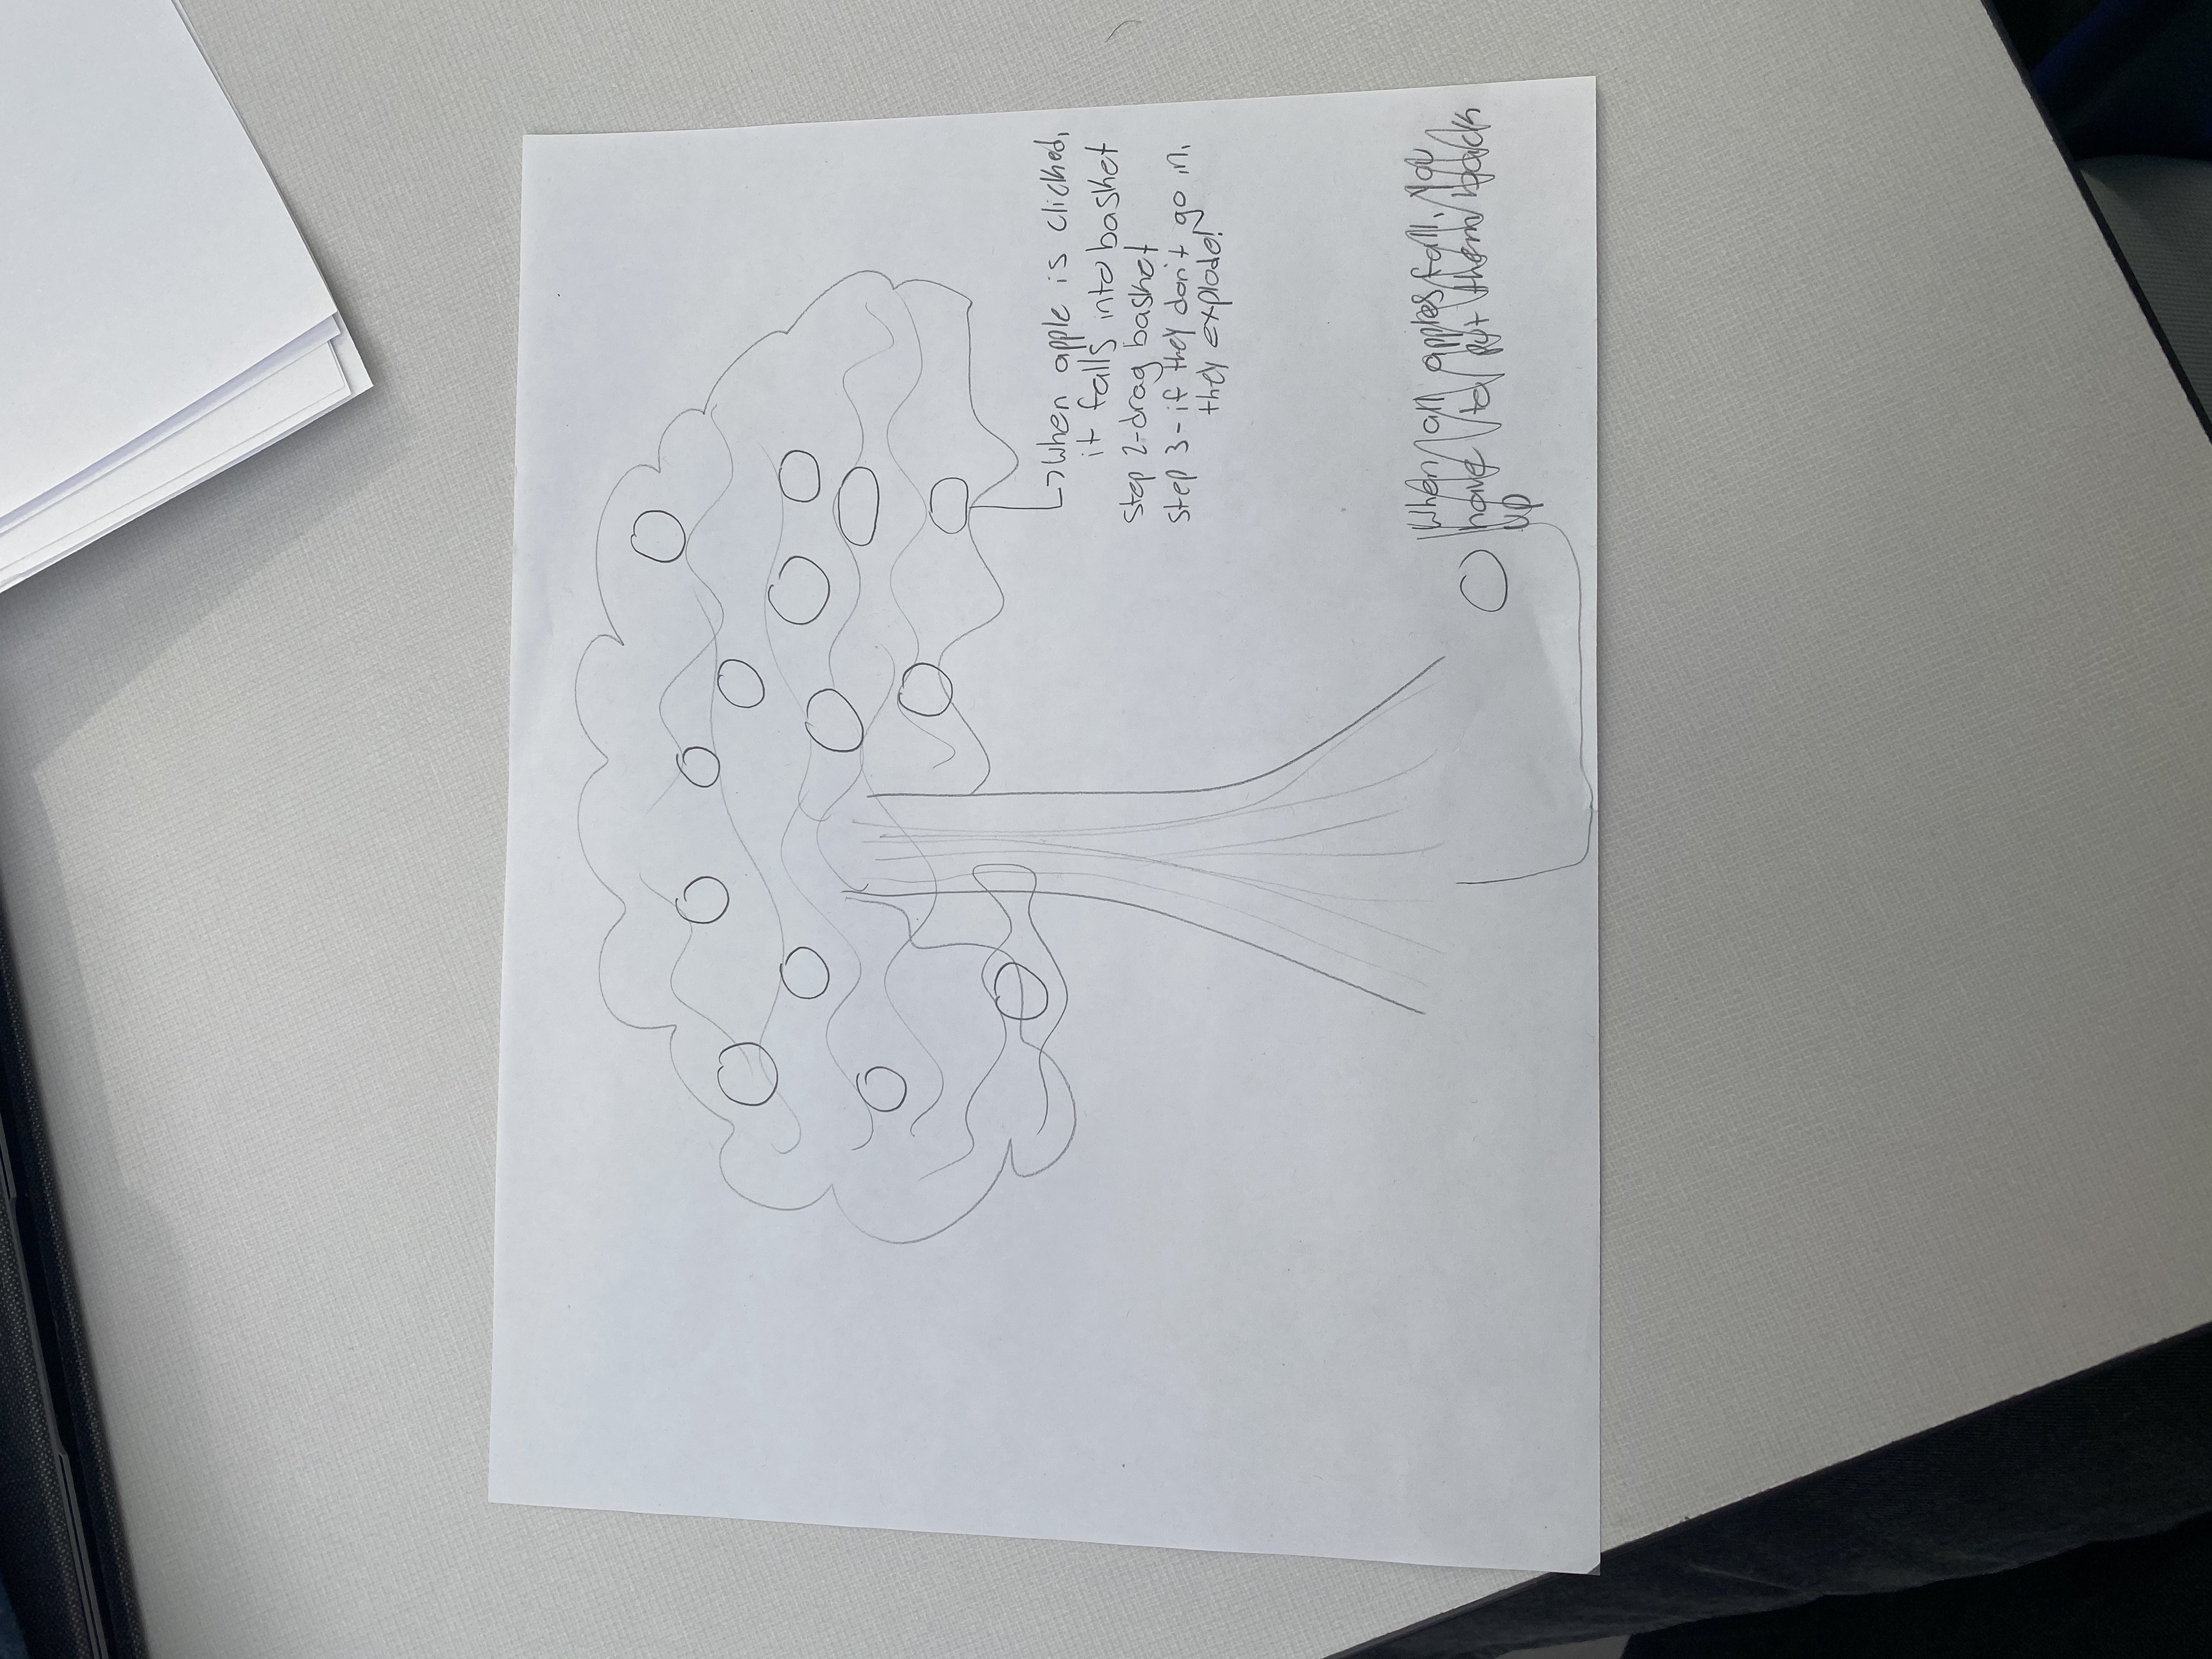 When apple is clicked,
it falls into basket
step 2-drag basket
step 3-if they don't go in,
they explode!
When all apples fall, you
have to put them back
up